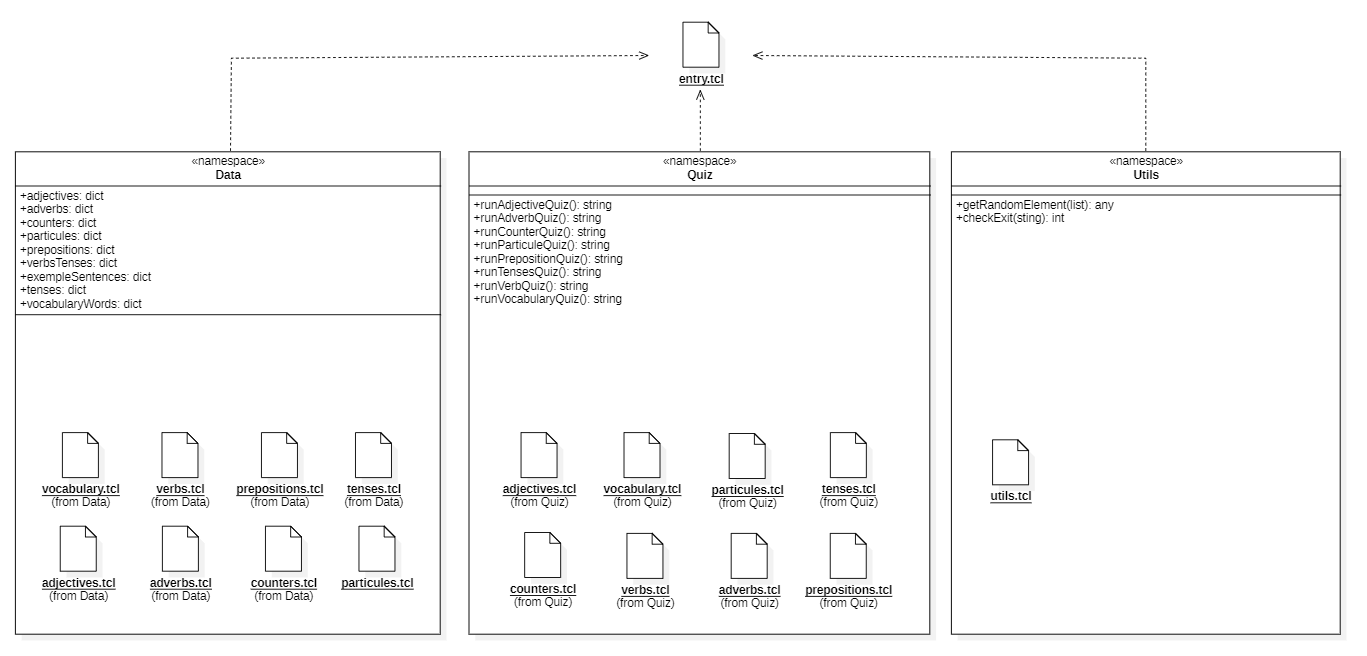 entry.tcl
«namespace»
Data
+adjectives: dict
+adverbs: dict
+counters: dict
+particules: dict
+prepositions: dict
+verbsTenses: dict
+exempleSentences: dict
+tenses: dict
+vocabularyWords: dict
vocabulary.tcl
(from Data)
verbs.tcl
(from Data)
prepositions.tcl
(from Data)
tenses.tcl
(from Data)
adjectives.tcl
(from Data)
adverbs.tcl
(from Data)
counters.tcl
(from Data)
particules.tcl
«namespace»
Quiz
+runAdjectiveQuiz(): string
+runAdverbQuiz(): string
+runCounterQuiz(): string
+runParticuleQuiz(): string
+runPrepositionQuiz(): string
+runTensesQuiz(): string
+runVerbQuiz(): string
+runVocabularyQuiz(): string
adjectives.tcl
(from Quiz)
vocabulary.tcl
(from Quiz)
particules.tcl
(from Quiz)
tenses.tcl
(from Quiz)
counters.tcl
(from Quiz)
verbs.tcl
(from Quiz)
adverbs.tcl
(from Quiz)
prepositions.tcl
(from Quiz)
«namespace»
Utils
+getRandomElement(list): any
+checkExit(sting): int
utils.tcl